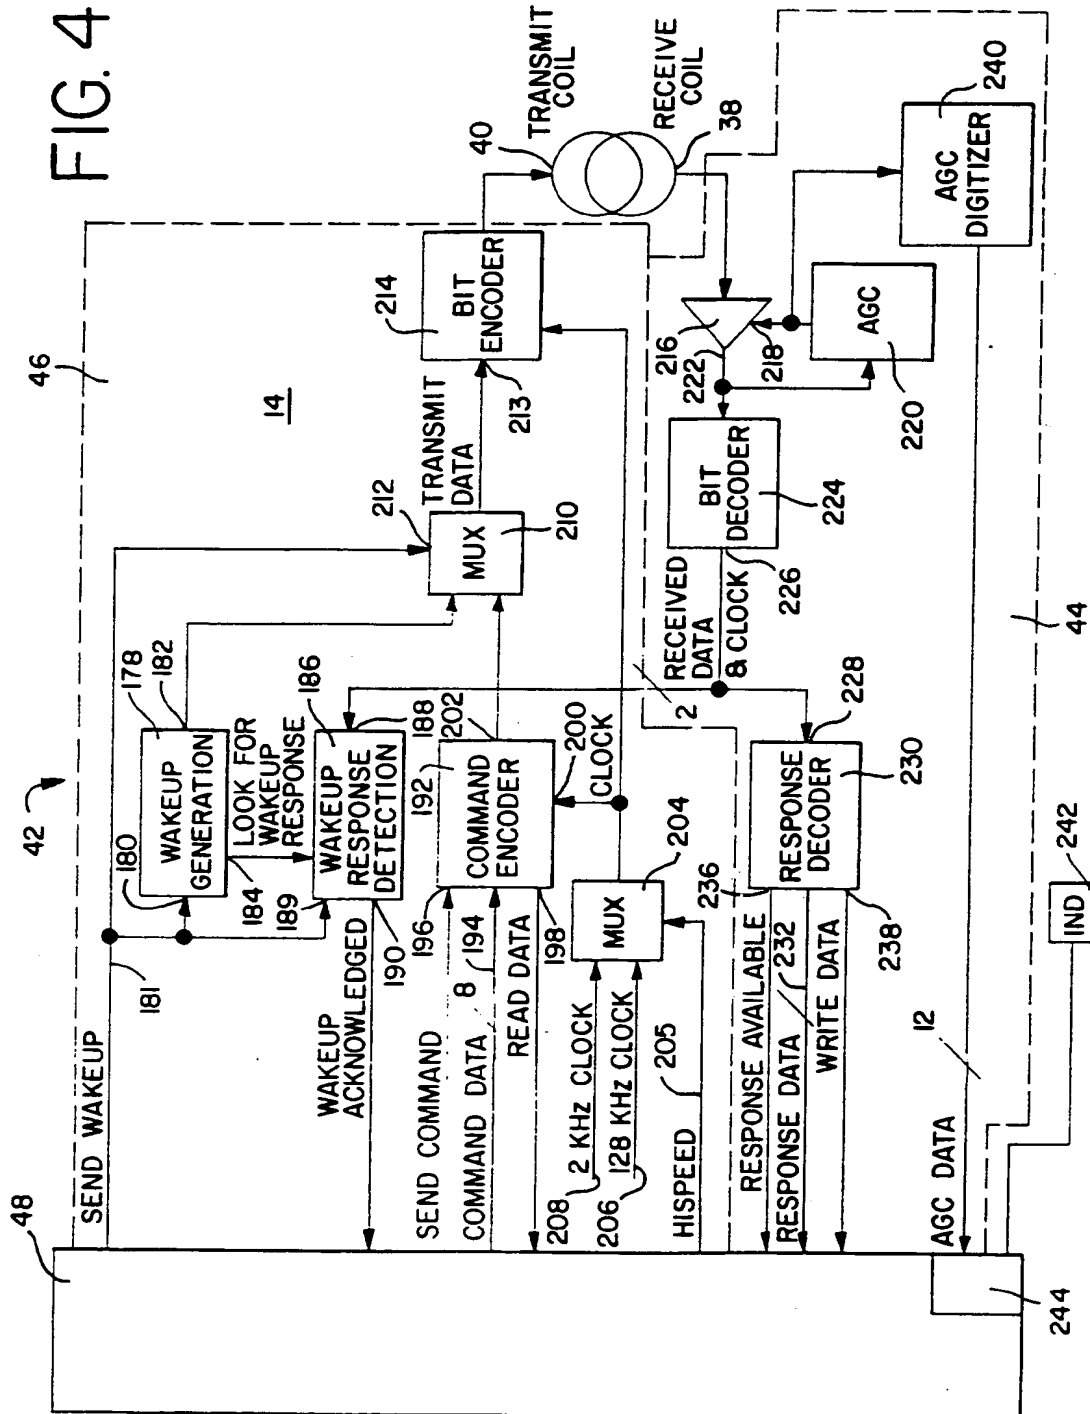 FIG. 4
42
46
14
48
SEND WAKEUP
181
180
WAKEUP
GENERATION
178
182
184
LOOK FOR
WAKEUP
RESPONSE
189
WAKEUP
RESPONSE
DETECTION
186
188
190
WAKEUP
ACKNOWLEDGED
SEND COMMAND
196
COMMAND DATA
8
194
READ DATA
198
192
COMMAND
ENCODER
202
200
CLOCK
208
2 KHz CLOCK
206
128 KHz CLOCK
MUX
204
HISPEED
205
212
MUX
210
TRANSMIT
DATA
213
214
BIT
ENCODER
40
TRANSMIT
COIL
RECEIVE
COIL
38
216
218
222
AGC
220
AGC
DIGITIZER
240
BIT
DECODER
224
226
RECEIVED
DATA
& CLOCK
2
228
RESPONSE
DECODER
230
236
RESPONSE AVAILABLE
RESPONSE DATA
232
WRITE DATA
238
AGC DATA
12
44
IND
242
244